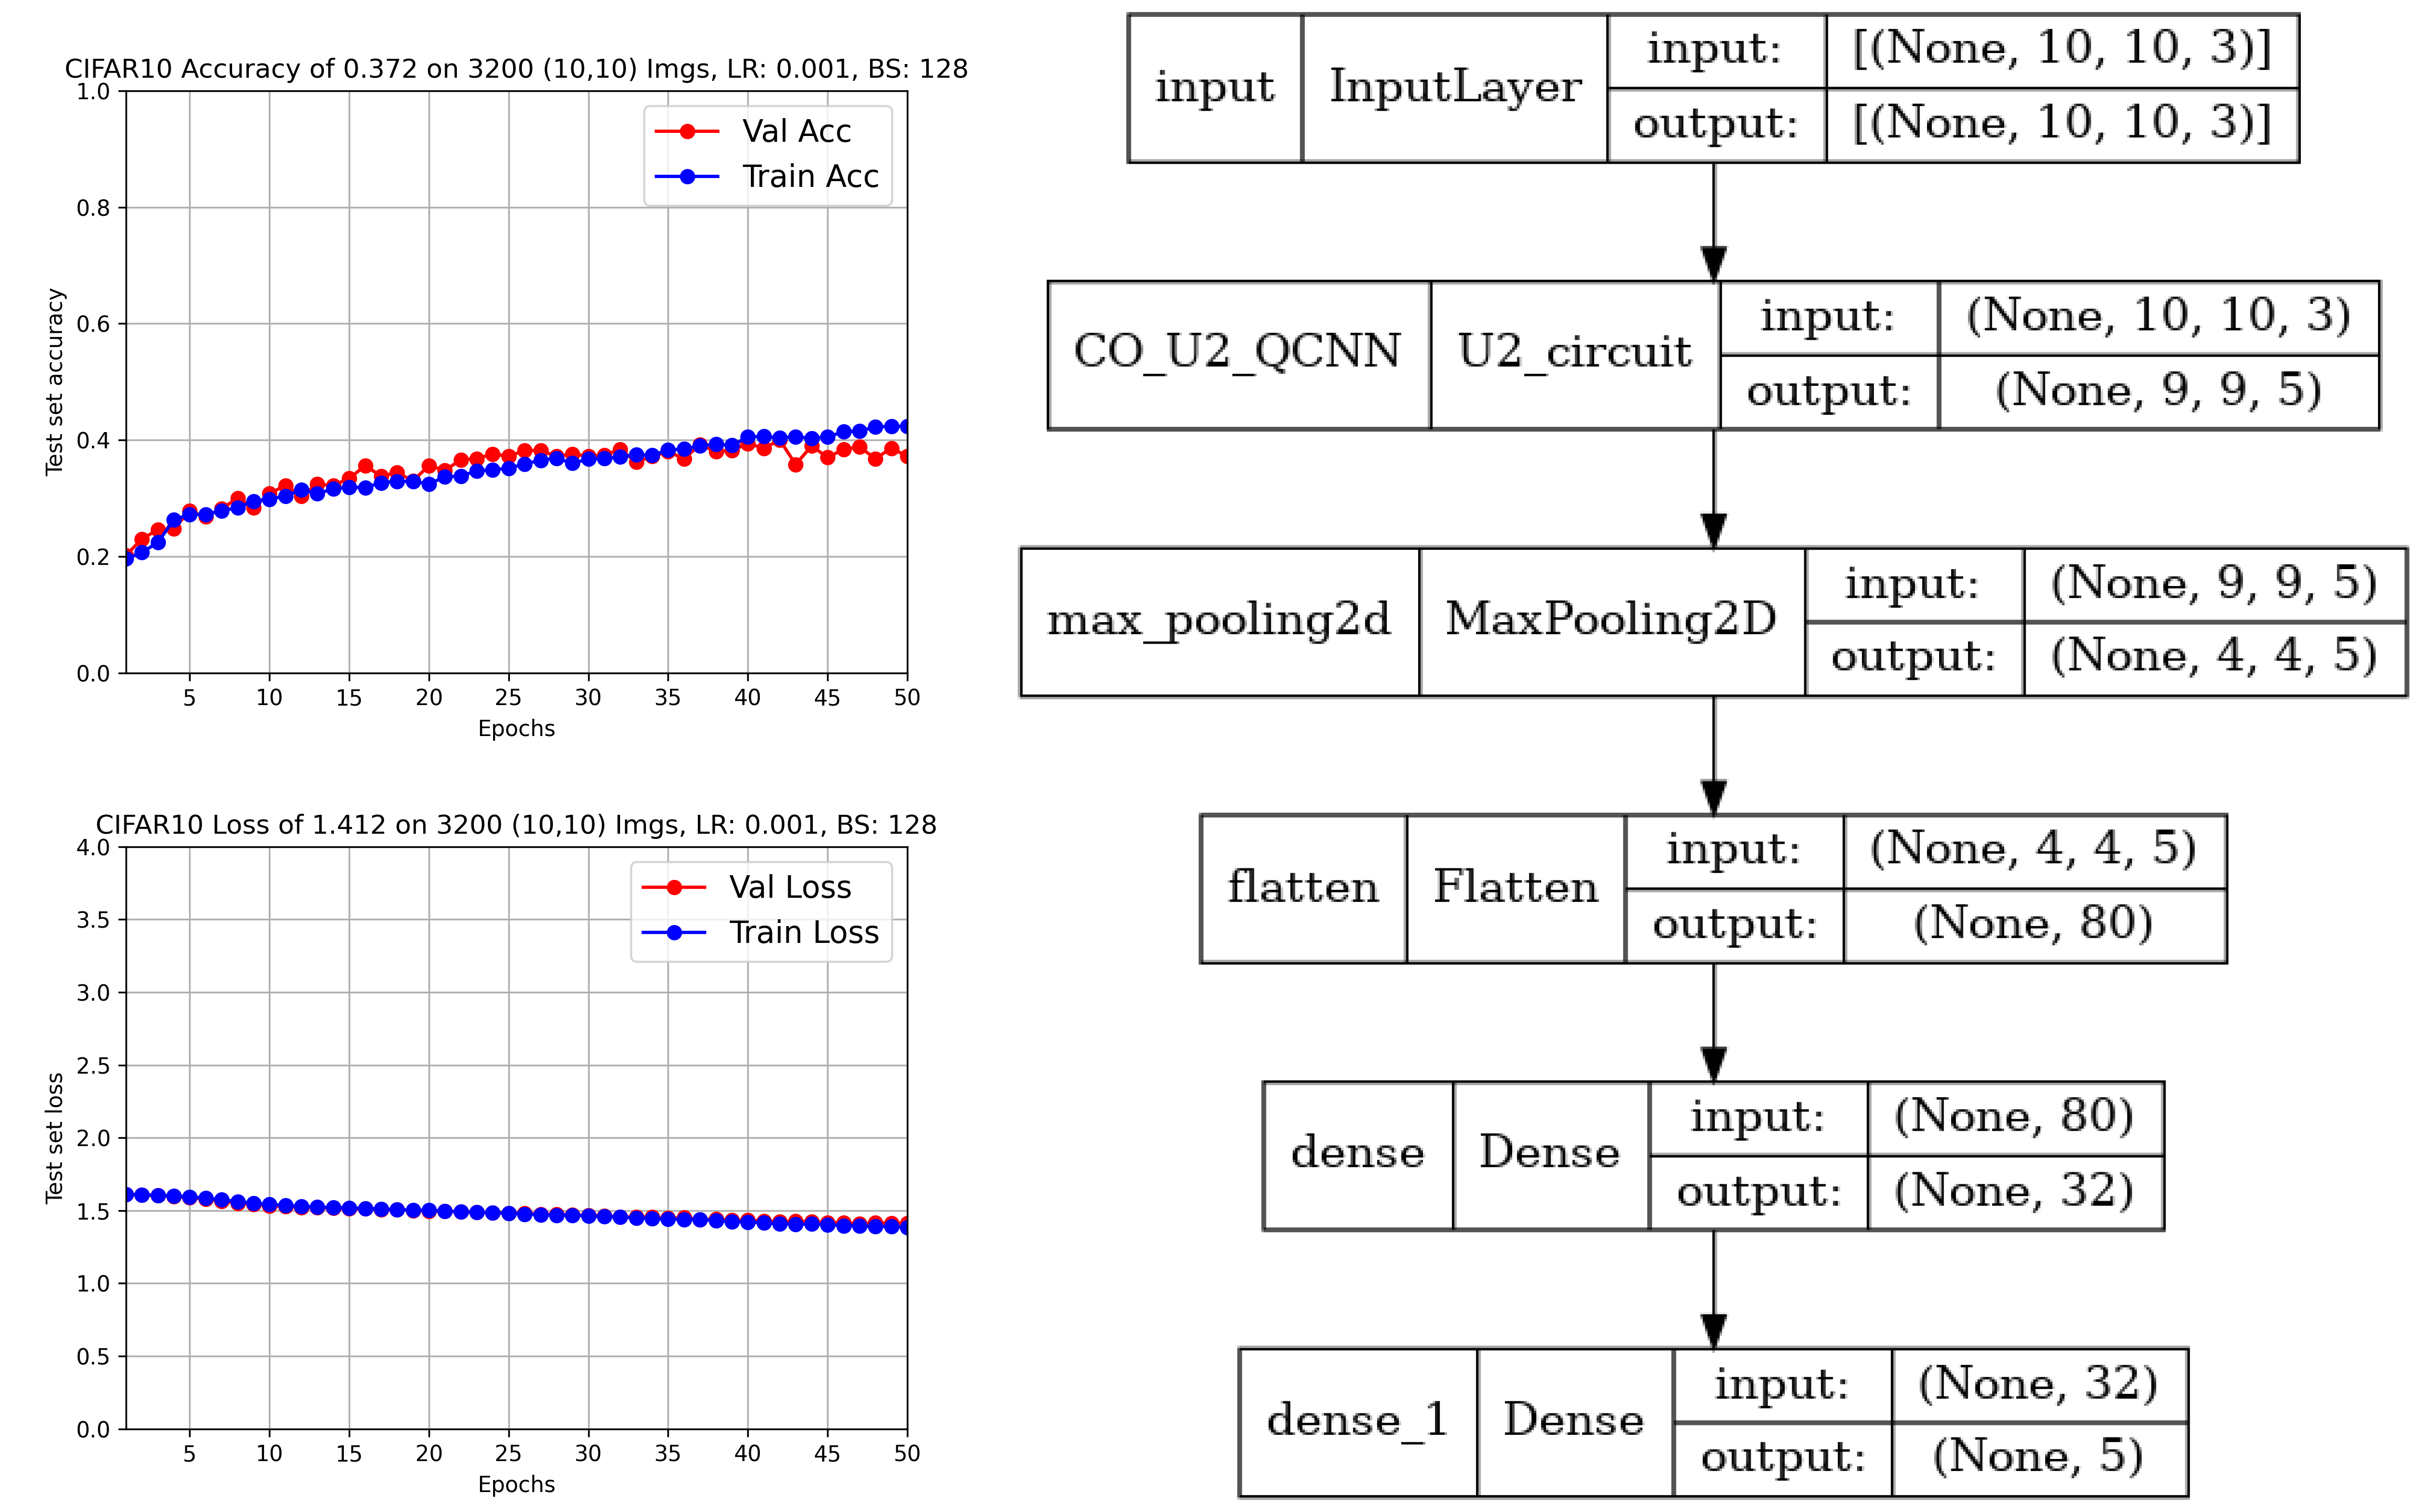 CIFAR10 Accuracy of 0.372 on 3200 (10,10) Imgs, LR: 0.001, BS: 128
1.0
0.8
0.6
0.4
0.2
0.0
Test set accuracy
Val Acc
Train Acc
5 10 15 20 25 30 35 40 45 50
Epochs
CIFAR10 Loss of 1.412 on 3200 (10,10) Imgs, LR: 0.001, BS: 128
4.0
3.5
3.0
2.5
2.0
1.5
1.0
0.5
0.0
Test set loss
Val Loss
Train Loss
5 10 15 20 25 30 35 40 45 50
Epochs
input InputLayer
input: [(None, 10, 10, 3)]
output: [(None, 10, 10, 3)]
CO_U2_QCNN U2_circuit
input: (None, 10, 10, 3)
output: (None, 9, 9, 5)
max_pooling2d MaxPooling2D
input: (None, 9, 9, 5)
output: (None, 4, 4, 5)
flatten Flatten
input: (None, 4, 4, 5)
output: (None, 80)
dense Dense
input: (None, 80)
output: (None, 32)
dense_1 Dense
input: (None, 32)
output: (None, 5)